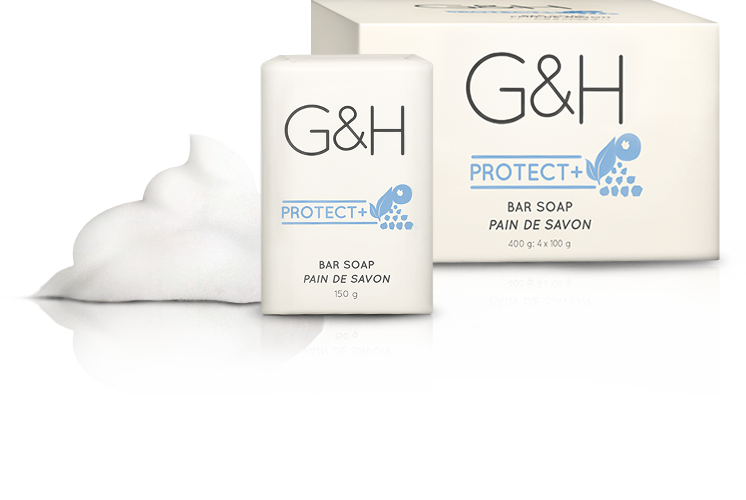 G&H
PROTECT+
BAR SOAP
PAIN DE SAVON
150 g
G&H
G&H
PROTECT+
BAR SOAP
PAIN DE SAVON
400 g: 4 x 100 g